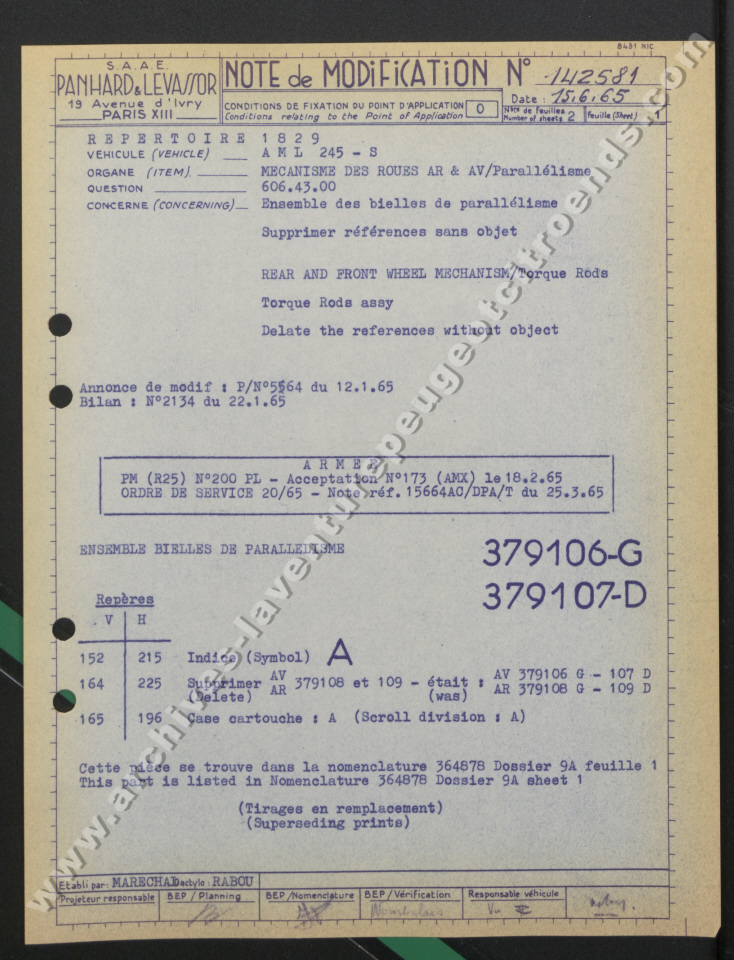 8451 NIC
S.A.A.E.
PANHARD & LEVASSOR
19 Avenue d'Ivry
PARIS XIII
NOTE de MODIFICATION N° 142581
CONDITIONS DE FIXATION DU POINT D'APPLICATION
Conditions relating to the Point of Application
0
Date : 15.6.65
Nbre de feuilles
Number of sheets 2
Feuille (Sheet) 1
REPERTOIRE 1829
VEHICULE (VEHICLE) AML 245 - S
ORGANE (ITEM) MECANISME DES ROUES AR & AV/Parallélisme
QUESTION 606.43.00
CONCERNE (CONCERNING) Ensemble des bielles de parallélisme
Supprimer références sans objet
REAR AND FRONT WHEEL MECHANISM/Torque Rods
Torque Rods assy
Delate the references without object
Annonce de modif : P/N°5564 du 12.1.65
Bilan : N°2134 du 22.1.65
ARMEE
PM (R25) N°200 PL - Acceptation N°173 (AMX) le 18.2.65
ORDRE DE SERVICE 20/65 - Note réf. 15664AC/DPA/T du 25.3.65
ENSEMBLE BIELLES DE PARALLELISME
379106-G
379107-D
Repères
V H
152 215 Indice (Symbol) A
164 225 Supprimer AV AR 379108 et 109 - était : AV 379106 G - 107 D
(Delete) (was) AR 379108 G - 109 D
165 196 Case cartouche : A (Scroll division : A)
Cette pièce se trouve dans la nomenclature 364878 Dossier 9A feuille 1
This part is listed in Nomenclature 364878 Dossier 9A sheet 1
(Tirages en remplacement)
(Superseding prints)
Etabli par: MARECHAL Dactylo : RABOU
Projeteur responsable
BEP / Planning
BEP / Nomenclature
BEP / Vérification
Responsable véhicule
Vu
www.archives-laventurepeugeotcitroends.com